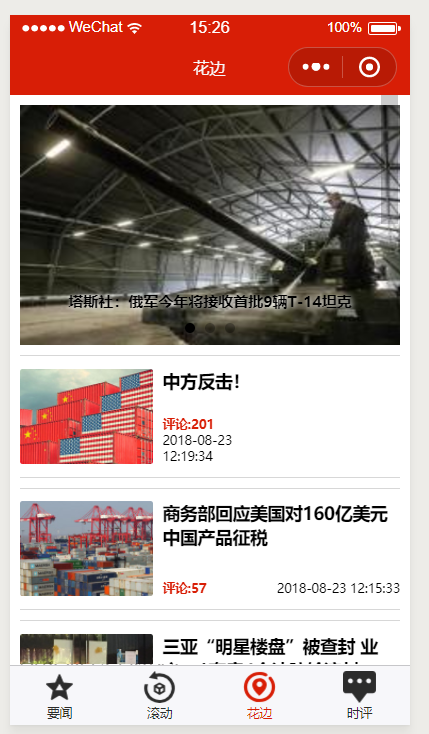 WeChat 15:26 100%
花边
塔斯社：俄军今年将接收首批9辆T-14坦克
中方反击！
评论:201
2018-08-23
12:19:34
商务部回应美国对160亿美元
中国产品征税
评论:57 2018-08-23 12:15:33
三亚“明星楼盘”被查封 业
要闻 滚动 花边 时评